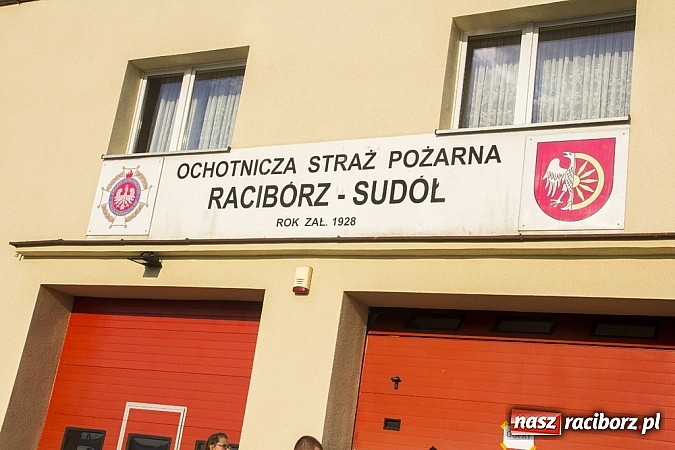 OCHOTNICZA STRAŻ POŻARNA
RACIBÓRZ - SUDÓŁ
ROK ZAŁ. 1928
nasz raciborz.pl